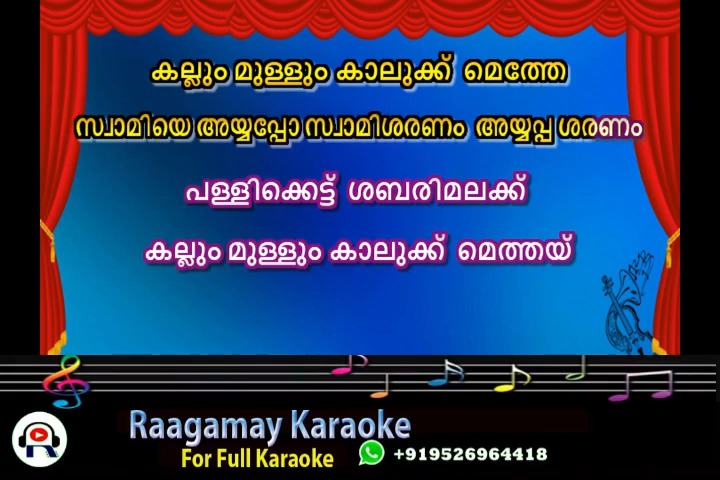 കല്ലും മുള്ളും കാലുക്ക് മെത്തേ
സ്വാമിയെ അയ്യപ്പോ സ്വാമിശരണം അയ്യപ്പ ശരണം
പള്ളിക്കെട്ട് ശബരിമലക്ക്
കല്ലും മുള്ളും കാലുക്ക് മെത്തയ്
Raagamay Karaoke
For Full Karaoke +919526964418